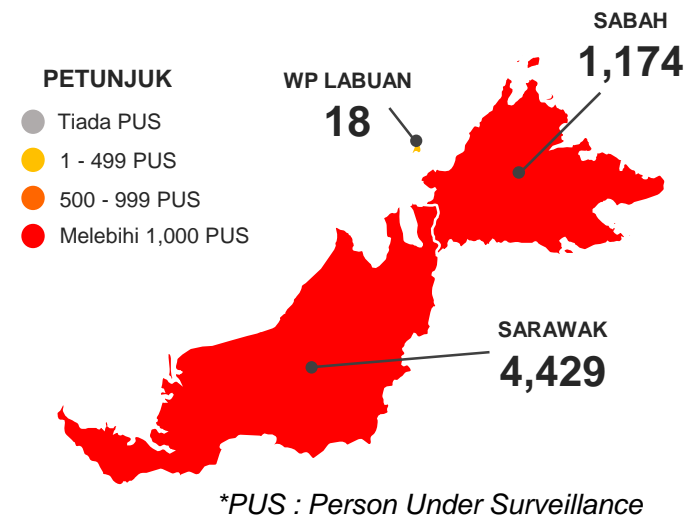 PETUNJUK
Tiada PUS
1 - 499 PUS
500 - 999 PUS
Melebihi 1,000 PUS
WP LABUAN
18
SABAH
1,174
SARAWAK
4,429
*PUS : Person Under Surveillance